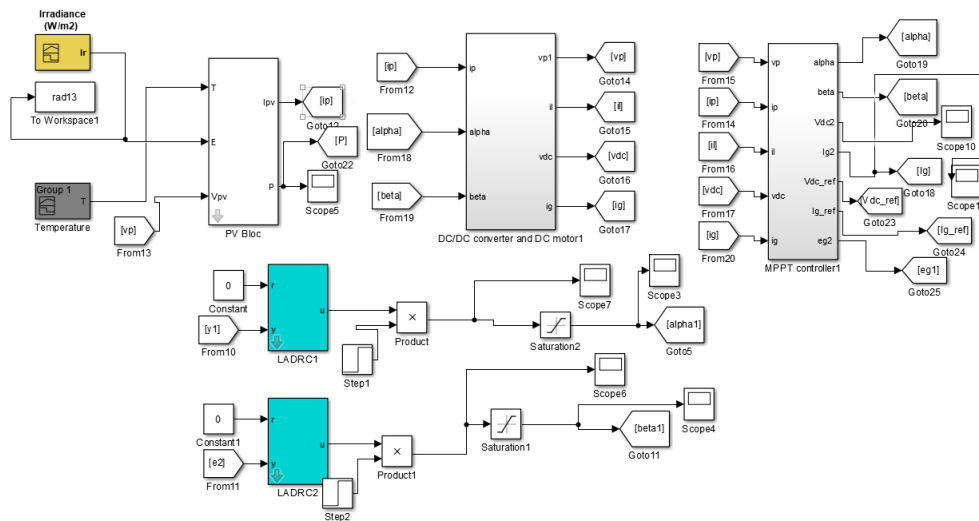 Irradiance
(W/m2)
Ir
rad13
To Workspace1
Group 1
T
Temperature
[vp]
From13
T
E
Vpv
Ipv
P
PV Bloc
[ip]
[P]
Goto22
Scope5
[ip]
From12
[alpha]
From18
[beta]
From19
ip
alpha
beta
vp1
il
vdc
ig
DC/DC converter and DC motor1
[vp]
Goto14
[il]
Goto15
[vdc]
Goto16
[ig]
Goto17
[vp]
From15
[ip]
From14
[il]
From16
[vdc]
From17
[ig]
From20
vp
ip
il
vdc
ig
alpha
beta
Vdc2
Ig2
Vdc_ref
Ig_ref
eg2
MPPT controller1
[alpha]
Goto19
[beta]
Goto20
Scope10
[Ig]
Goto18
Scope1
Goto23
[Ig_ref]
Goto24
[eg1]
Goto25
0
Constant
[y1]
From10
r
y
u
LADRC1
Step1
×
Product
Scope7
Saturation2
Scope3
[alpha1]
Goto5
0
Constant1
[e2]
From11
r
y
u
LADRC2
Step2
×
Product1
Scope6
Saturation1
Scope4
[beta1]
Goto11